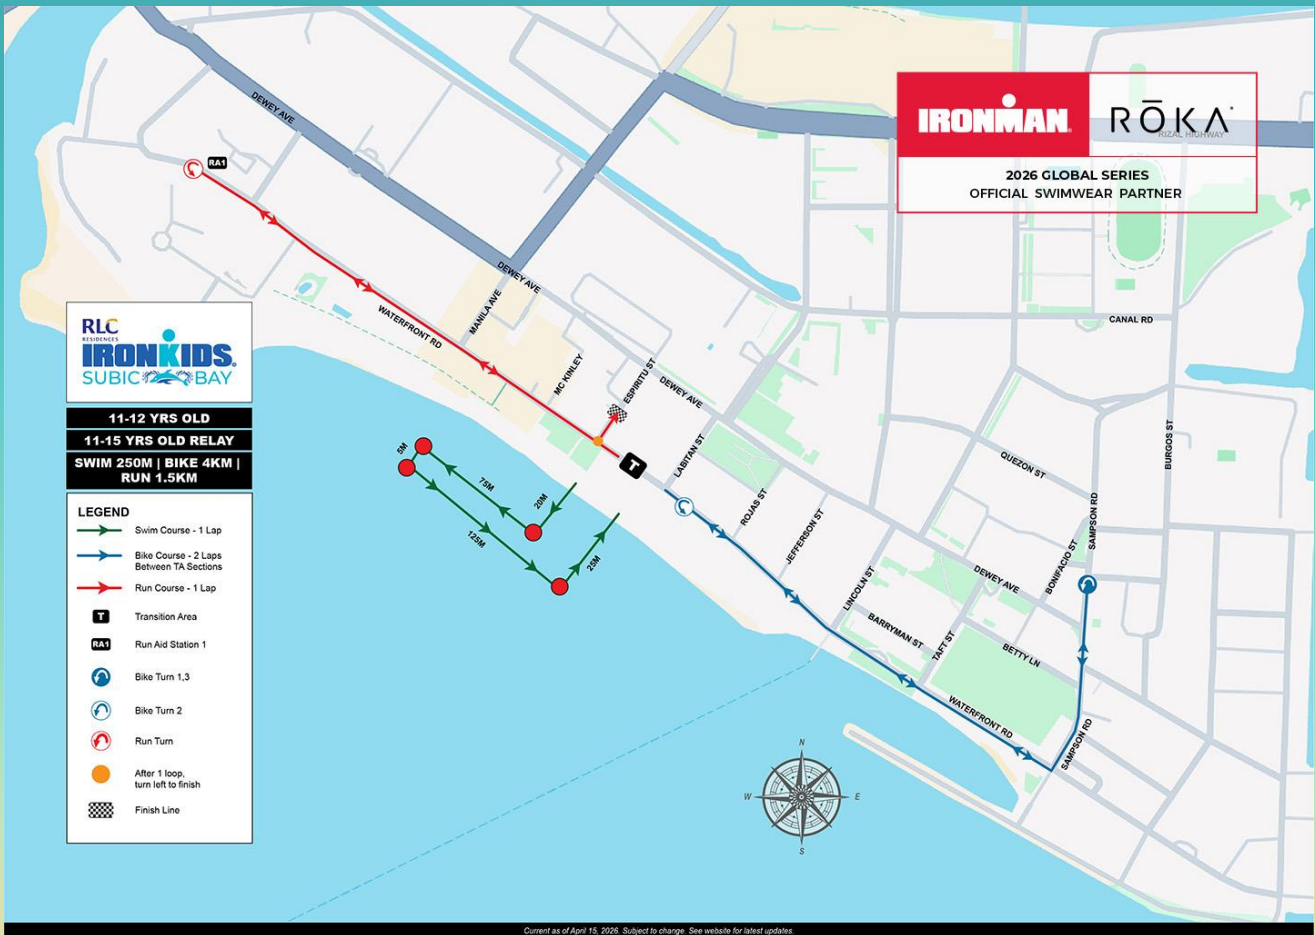 DEWEY AVE
IRONMAN
RŌKA
RIZAL HIGHWAY
2026 GLOBAL SERIES
OFFICIAL SWIMWEAR PARTNER
RA1
DEWEY AVE
MANILA AVE
WATERFRONT RD
CANAL RD
RLC
RESIDENCES
IRONKIDS
SUBIC BAY
MC KINLEY
ESPIRITU ST
DEWEY AVE
11-12 YRS OLD
11-15 YRS OLD RELAY
SWIM 250M | BIKE 4KM |
RUN 1.5KM
5M
75M
20M
125M
25M
T
LABITAN ST
ROJAS ST
JEFFERSON ST
QUEZON ST
BURGOS ST
SAMPSON RD
BONIFACIO ST
DEWEY AVE
LINCOLN ST
BARRYMAN ST
TAFT ST
BETTY LN
WATERFRONT RD
SAMPSON RD
LEGEND
Swim Course - 1 Lap
Bike Course - 2 Laps
Between TA Sections
Run Course - 1 Lap
T
Transition Area
RA1
Run Aid Station 1
Bike Turn 1,3
Bike Turn 2
Run Turn
After 1 loop,
turn left to finish
Finish Line
N
W
E
S
Current as of April 15, 2026. Subject to change. See website for latest updates.